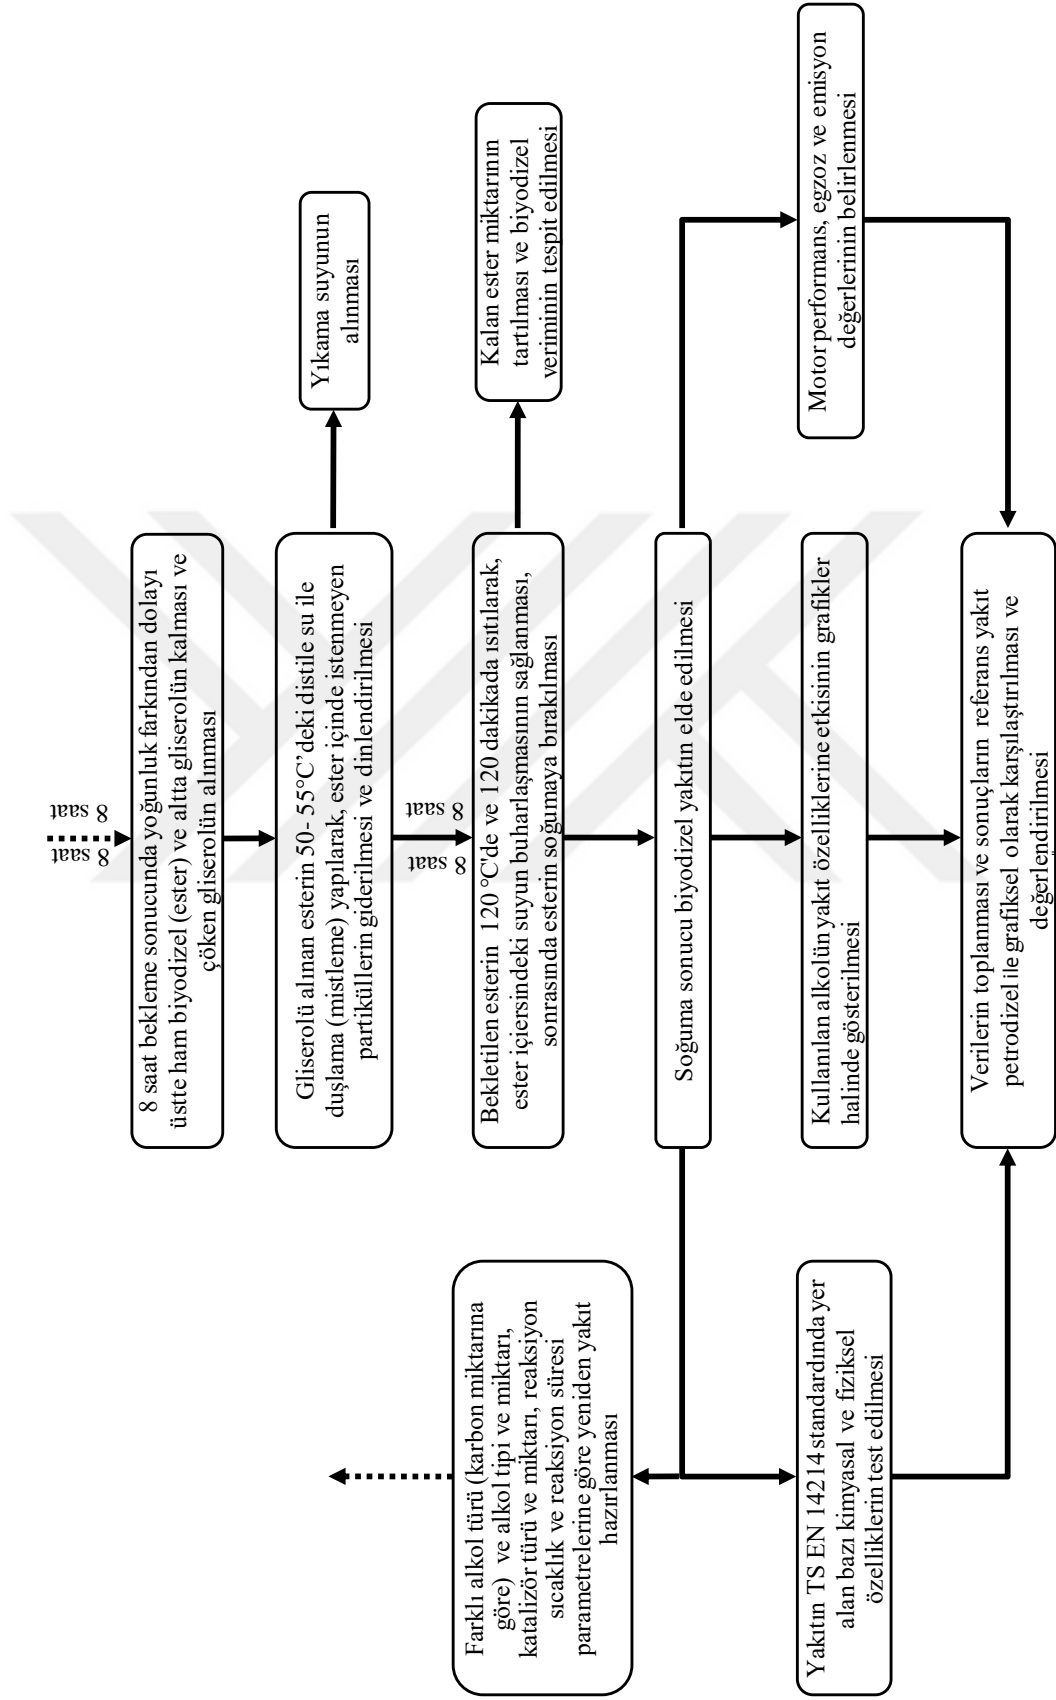 8 saat
8 saat
8 saat bekleme sonucunda yoğunluk farkından dolayı
üstte ham biyodizel (ester) ve altta gliserolün kalması ve
çöken gliserolün alınması
Gliserolü alınan esterin 50-55°C'deki distile su ile
duşlama (mistleme) yapılarak, ester içinde istenmeyen
partiküllerin giderilmesi ve dinlendirilmesi
Yıkama suyunun
alınması
8 saat
8 saat
Bekletilen esterin 120 °C'de ve 120 dakikada ısıtılarak,
ester içiersindeki suyun buharlaşmasının sağlanması,
sonrasında esterin soğumaya bırakılması
Kalan ester miktarının
tartılması ve biyodizel
veriminin tespit edilmesi
Farklı alkol türü (karbon miktarına
göre) ve alkol tipi ve miktarı,
katalizör türü ve miktarı, reaksiyon
sıcaklık ve reaksiyon süresi
parametrelerine göre yeniden yakıt
hazırlanması
Soğuma sonucu biyodizel yakıtın elde edilmesi
Yakıtın TS EN 14214 standardında yer
alan bazı kimyasal ve fiziksel
özelliklerin test edilmesi
Kullanılan alkolün yakıt özelliklerine etkisinin grafikler
halinde gösterilmesi
Motor performans, egzoz ve emisyon
değerlerinin belirlenmesi
Verilerin toplanması ve sonuçların referans yakıt
petrodizel ile grafiksel olarak karşılaştırılması ve
değerlendirilmesi